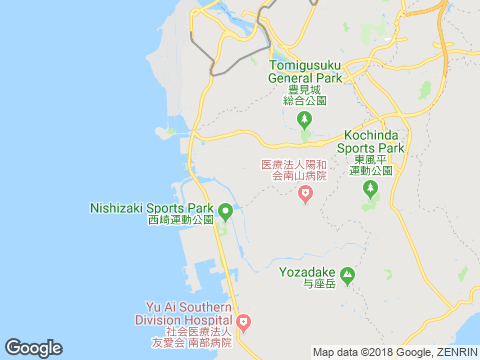 Tomigusuku
General Park
豊見城
総合公園
Kochinda
Sports Park
東風平
運動公園
医療法人陽和
会南山病院
Nishizaki Sports Park
西崎運動公園
Yozadake
与座岳
Yu Ai Southern
Division Hospital
社会医療法人
友愛会 南部病院
Google
Map data ©2018 Google, ZENRIN